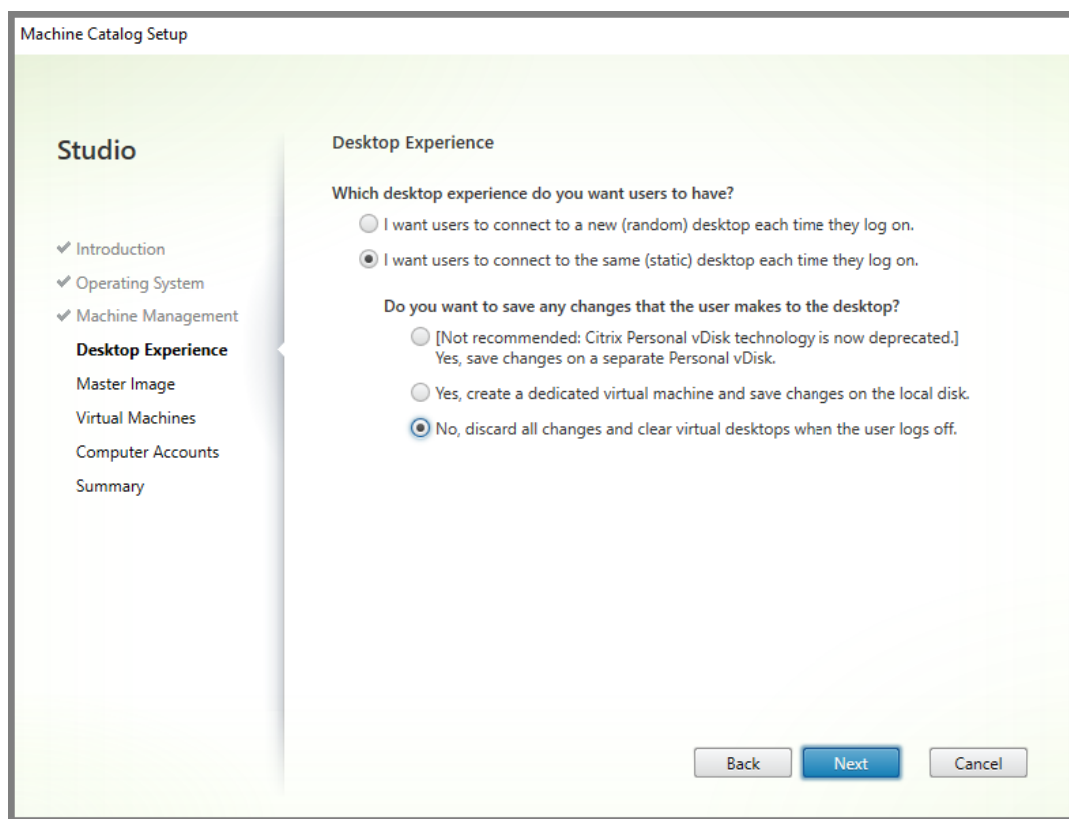 Machine Catalog Setup
Studio
Introduction
Operating System
Machine Management
Desktop Experience
Master Image
Virtual Machines
Computer Accounts
Summary
Desktop Experience
Which desktop experience do you want users to have?
I want users to connect to a new (random) desktop each time they log on.
I want users to connect to the same (static) desktop each time they log on.
Do you want to save any changes that the user makes to the desktop?
[Not recommended: Citrix Personal vDisk technology is now deprecated.]
Yes, save changes on a separate Personal vDisk.
Yes, create a dedicated virtual machine and save changes on the local disk.
No, discard all changes and clear virtual desktops when the user logs off.
Back
Next
Cancel